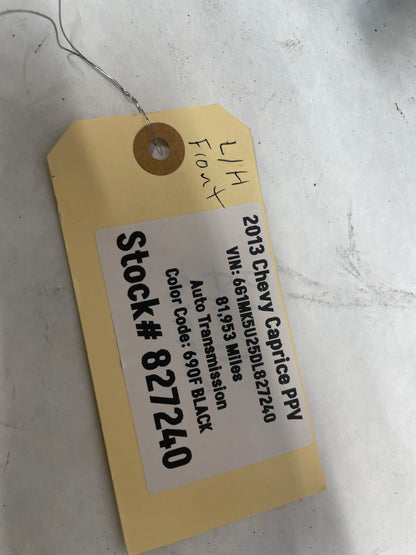 L/H
Front
2013 Chevy Caprice PPV
VIN: 6G1MK5U25DL827240
81,953 Miles
Auto Transmission
Color Code: 690F BLACK
Stock# 827240